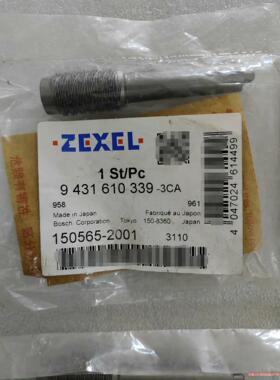 ZEXEL
1 St/Pc
9 431 610 339 -3CA
958 961
Made in Japan Fabriqué au Japon
Bosch Corporation Tokyo 150-8360, Japan
150565-2001 3110
4 047024 614499